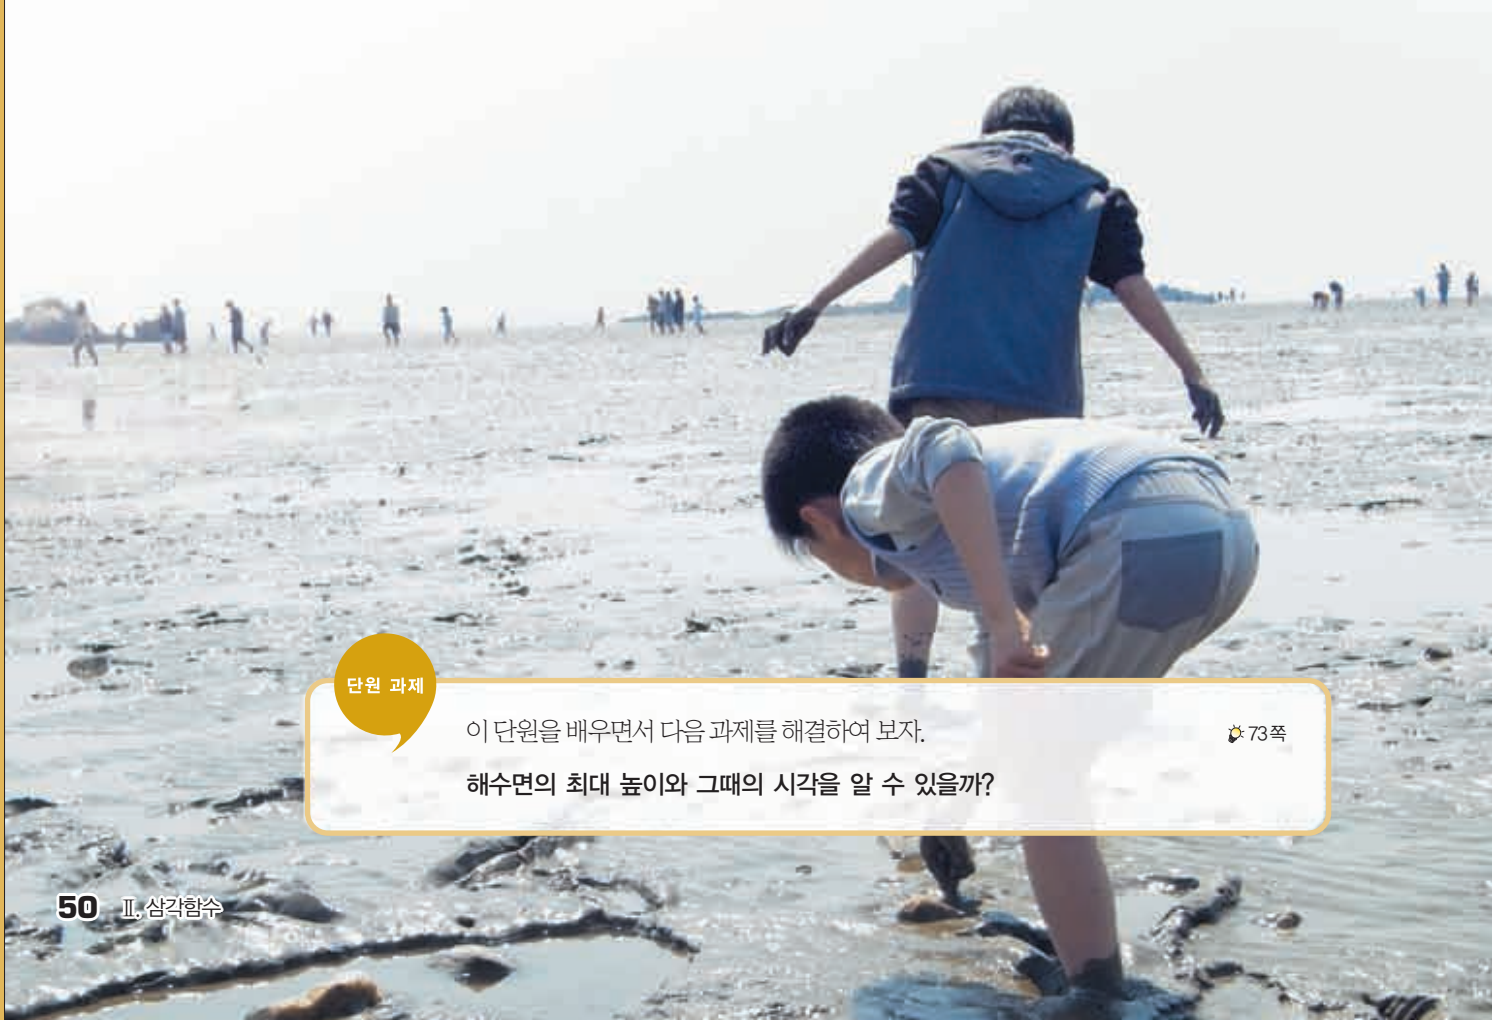 단원 과제
이 단원을 배우면서 다음 과제를 해결하여 보자.
73쪽
해수면의 최대 높이와 그때의 시각을 알 수 있을까?
50 Ⅱ. 삼각함수